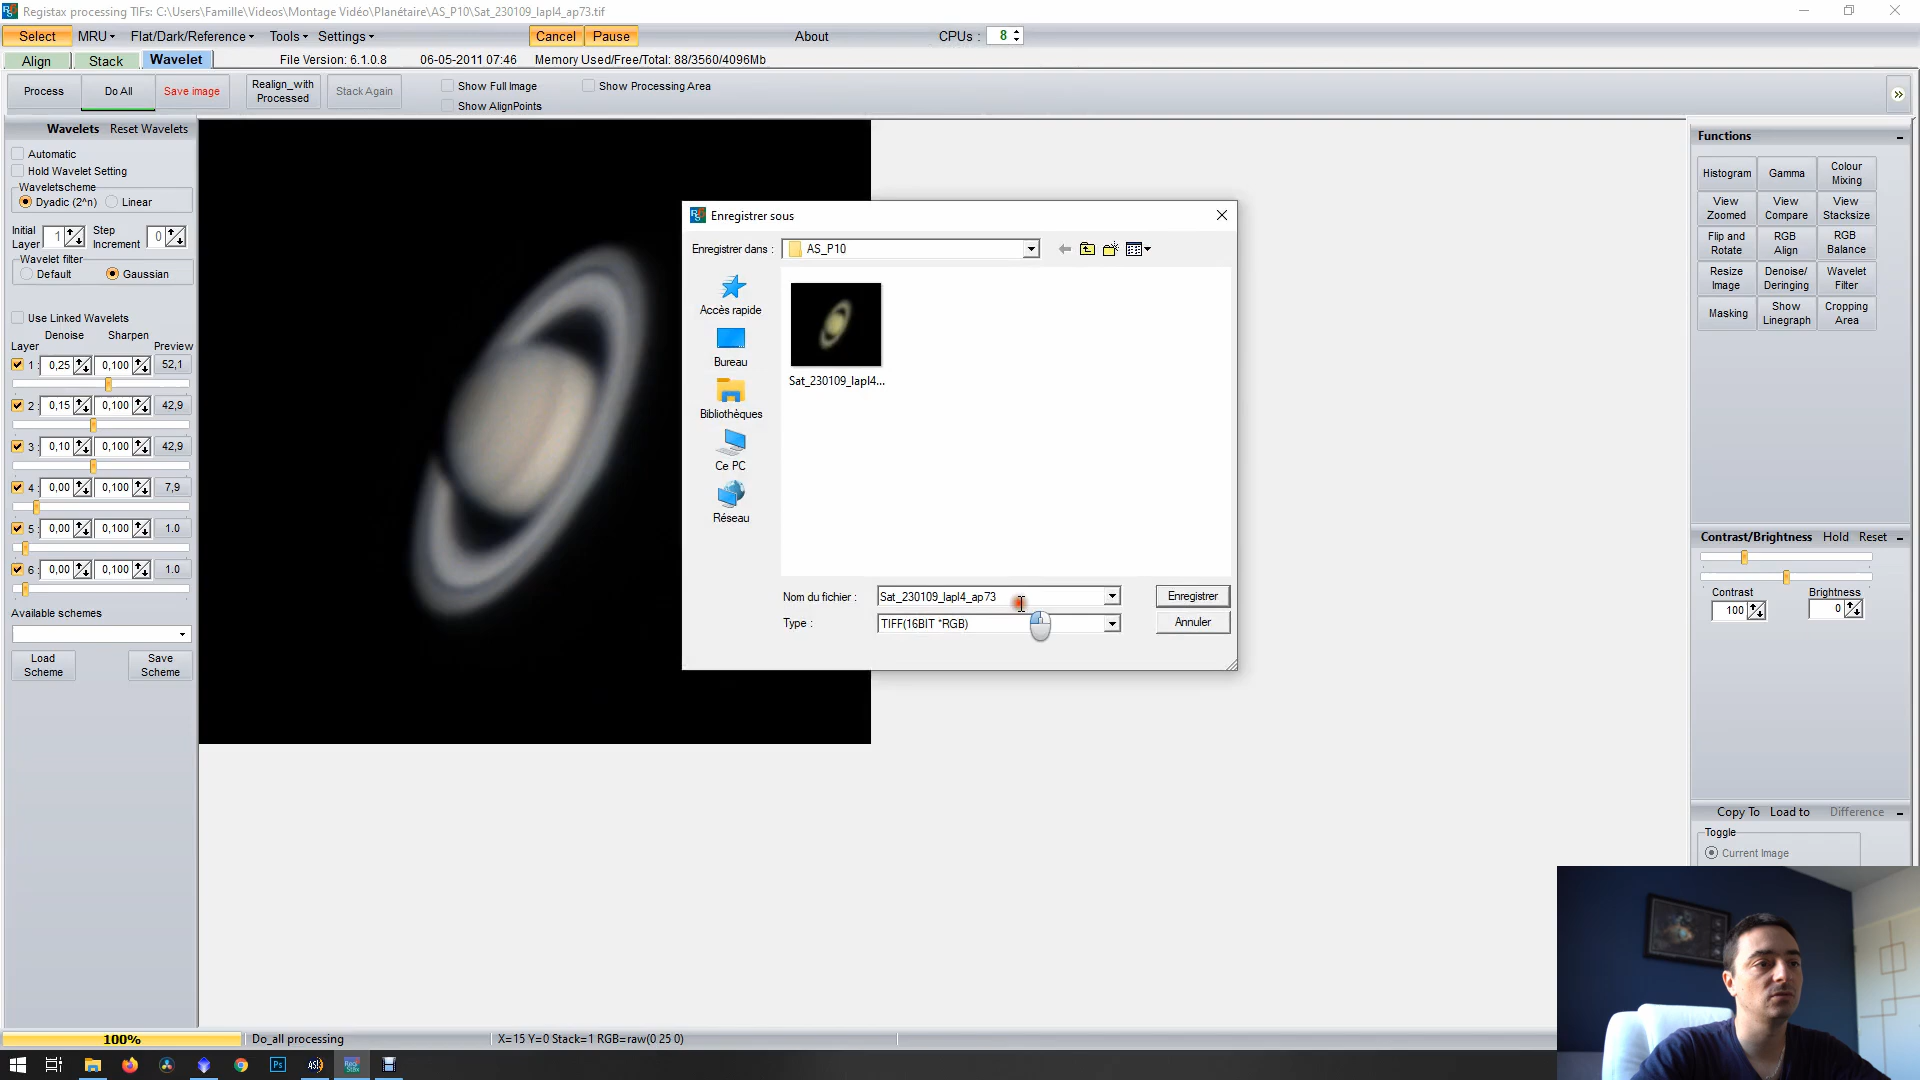 Registax processing TIFs: C:\Users\Famille\Videos\Montage Vidéo\Planétaire\AS_P10\Sat_230109_lapl4_ap73.tif
Select MRU Flat/Dark/Reference Tools Settings Cancel Pause About CPUs : 8
Align Stack Wavelet File Version: 6.1.0.8 06-05-2011 07:46 Memory Used/Free/Total: 88/3560/4096Mb
Process Do All Save image Realign_with Processed Stack Again Show Full Image Show Processing Area
Show AlignPoints
Wavelets Reset Wavelets
Automatic
Hold Wavelet Setting
Waveletscheme
Dyadic (2^n) Linear
Initial Layer 1 Step Increment 0
Wavelet filter
Default Gaussian
Use Linked Wavelets
Denoise Sharpen
Layer Preview
1 : 0,25 0,100 52,1
2 : 0,15 0,100 42,9
3 : 0,10 0,100 42,9
4 : 0,00 0,100 7,9
5 : 0,00 0,100 1.0
6 : 0,00 0,100 1.0
Available schemes
Load Scheme Save Scheme
Enregistrer sous
Enregistrer dans : AS_P10
Accès rapide
Bureau
Bibliothèques
Ce PC
Réseau
Sat_230109_lapl4...
Nom du fichier : Sat_230109_lapl4_ap73 Enregistrer
Type : TIFF(16BIT *RGB) Annuler
Functions
Histogram Gamma Colour Mixing
View Zoomed View Compare View Stacksize
Flip and Rotate RGB Align RGB Balance
Resize Image Denoise/ Deringing Wavelet Filter
Masking Show Linegraph Cropping Area
Contrast/Brightness Hold Reset
Contrast Brightness
100 0
Copy To Load to Difference
Toggle
Current Image
100% Do_all processing X=15 Y=0 Stack=1 RGB=raw(0 25 0)
Ps AS!